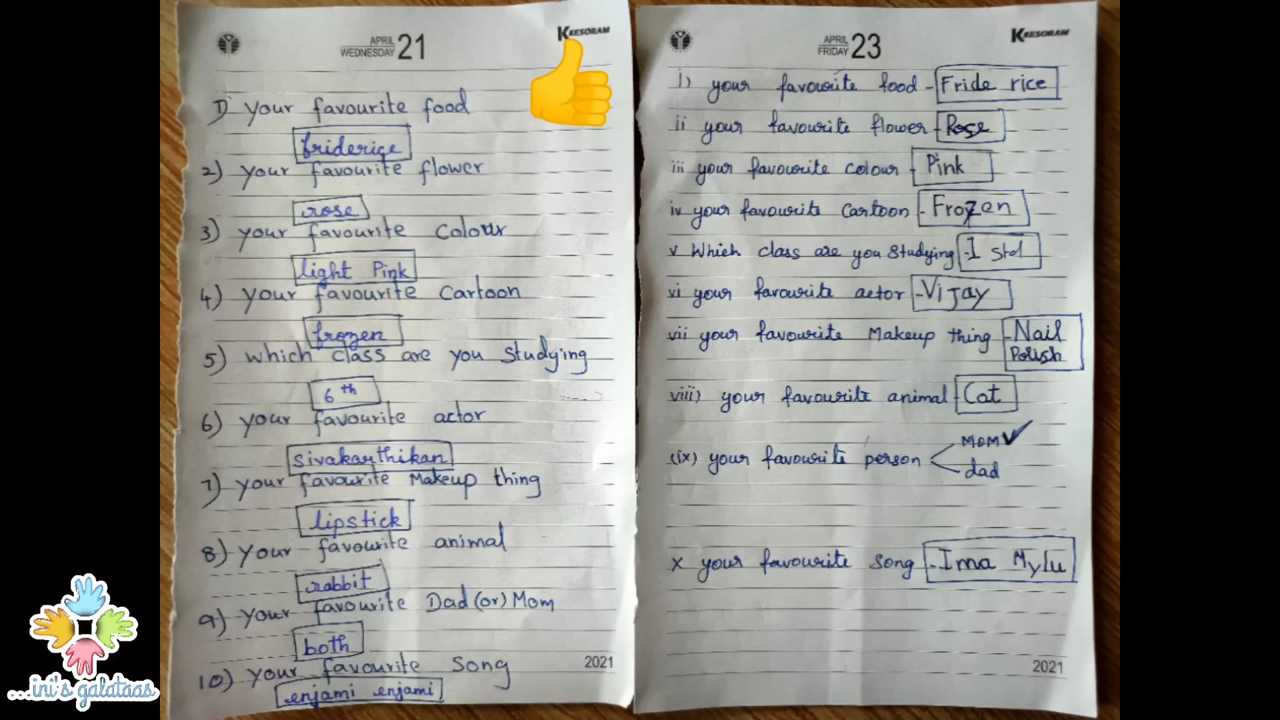 APRIL
WEDNESDAY 21
KEESORAM
1) your favourite food
friderice
2) your favourite flower
rose
3) your favourite colour
light Pink
4) your favourite Cartoon
frozen
5) which class are you Studying
6th
6) your favourite actor
sivakarthikan
7) your favourite Makeup thing
lipstick
8) your favourite animal
rabbit
9) your favourite Dad (or) Mom
both
10) your favourite Song
enjami enjami
2021
APRIL
FRIDAY 23
KEESORAM
i) your favourite food - Fride rice
ii your favourite flower - Rose
iii your favourite colour - Pink
iv your favourite Cartoon - Frozen
v Which class are you Studying - I std
vi your favourite actor - Vijay
vii your favourite Makeup thing - Nail
Polish
viii) your favourite animal - Cat
MOM ✓
(ix) your favourite person
dad
x your favourite song - Ima Mylu
2021
...ini's galataas